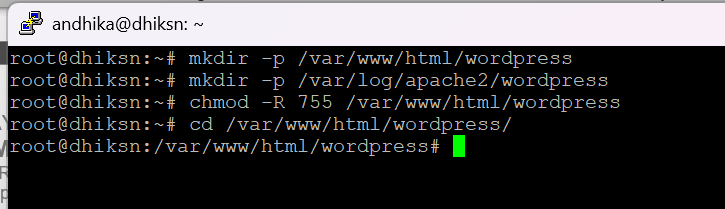 andhika@dhiksn: ~
root@dhiksn:~# mkdir -p /var/www/html/wordpress
root@dhiksn:~# mkdir -p /var/log/apache2/wordpress
root@dhiksn:~# chmod -R 755 /var/www/html/wordpress
root@dhiksn:~# cd /var/www/html/wordpress/
root@dhiksn:/var/www/html/wordpress#